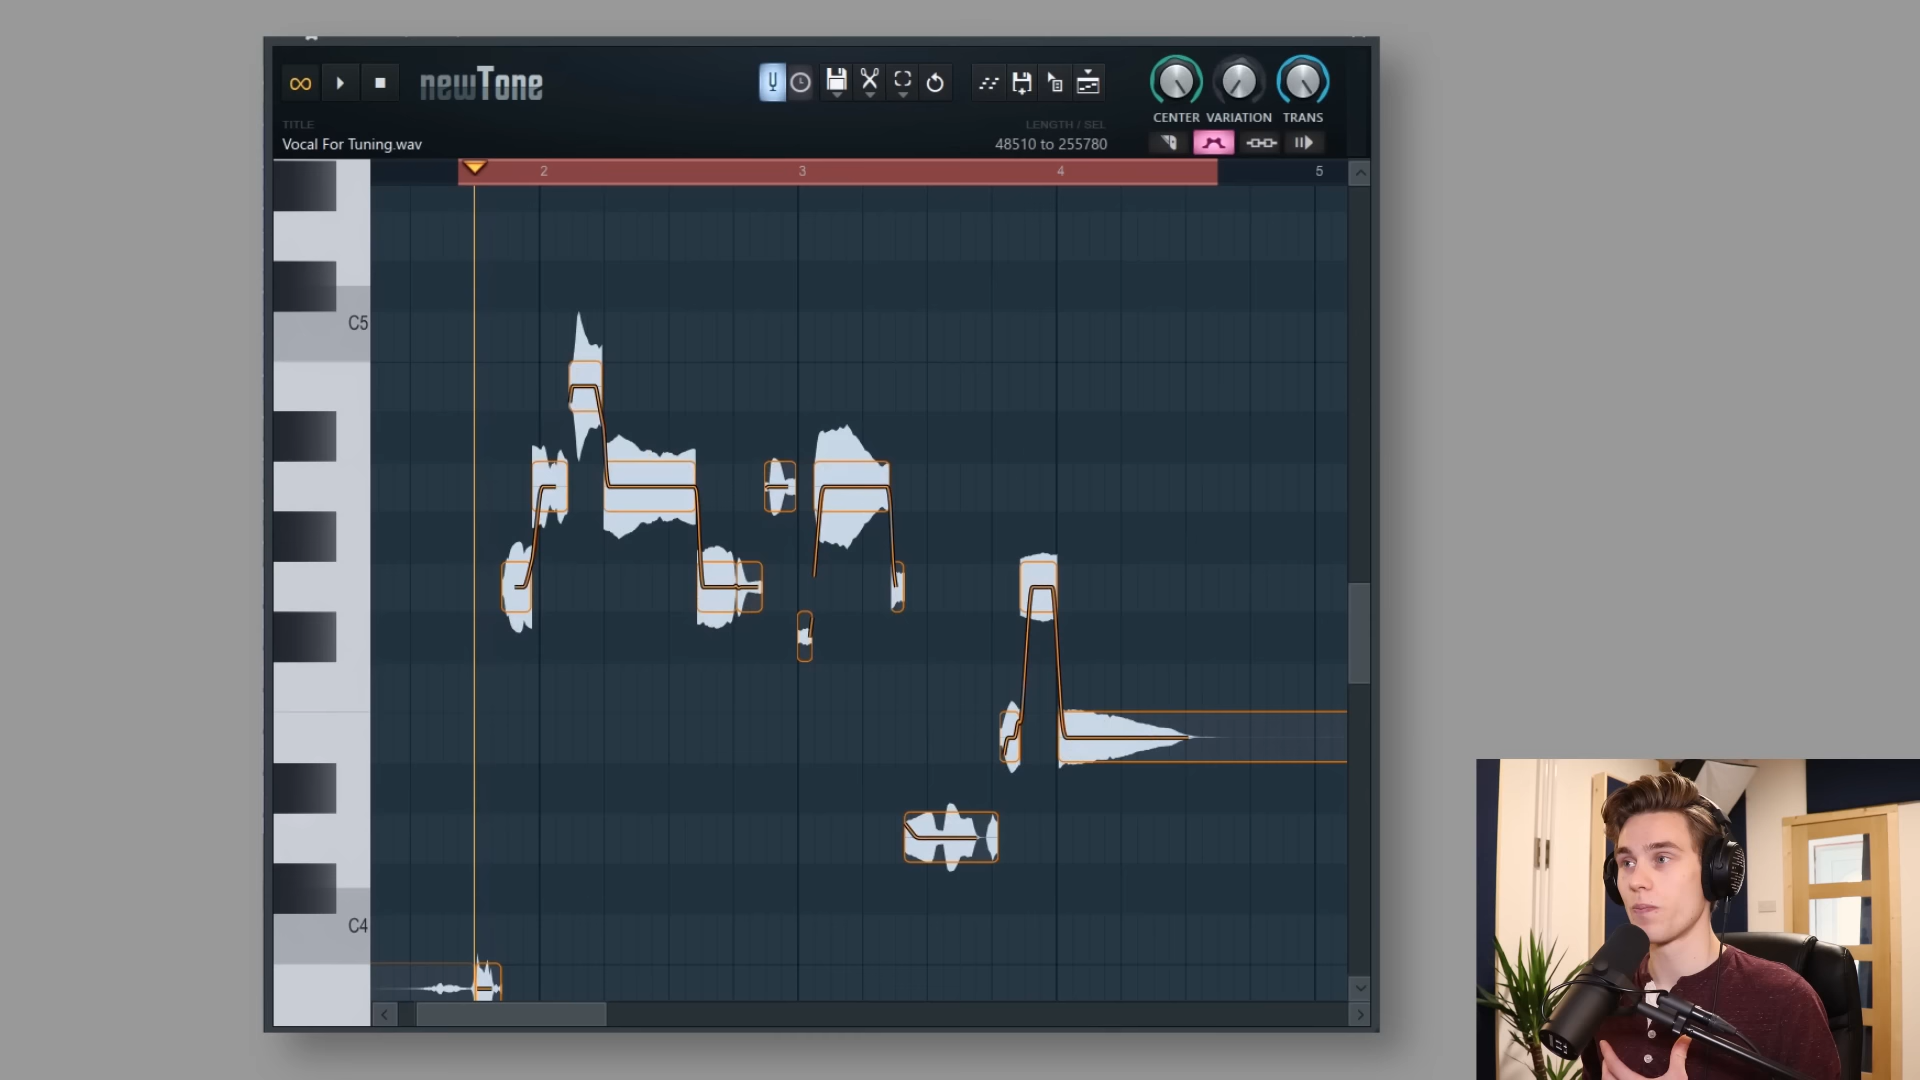 newTone
CENTER VARIATION TRANS
TITLE
LENGTH / SEL
Vocal For Tuning.wav
48510 to 255780
2 3 4 5
C5
C4